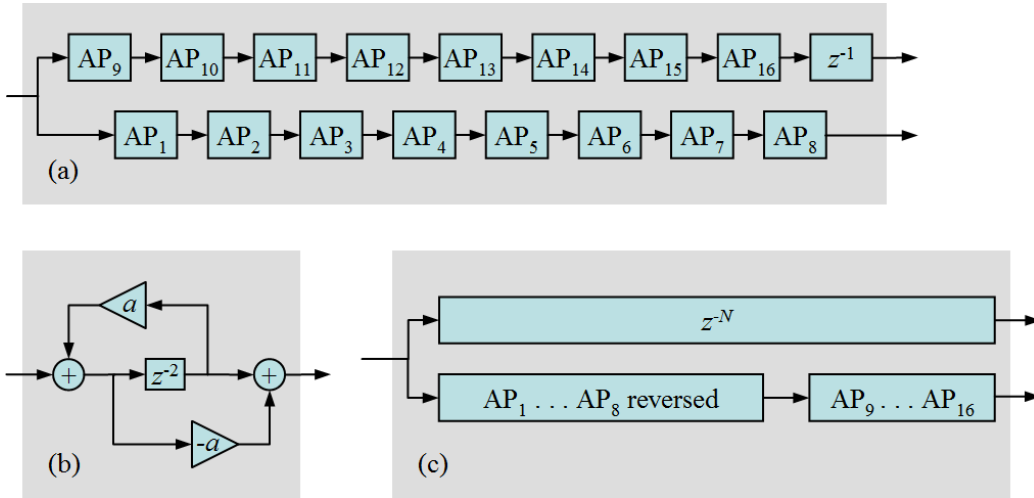 AP₉ AP₁₀ AP₁₁ AP₁₂ AP₁₃ AP₁₄ AP₁₅ AP₁₆ z⁻¹
AP₁ AP₂ AP₃ AP₄ AP₅ AP₆ AP₇ AP₈
(a)
a
+ z⁻² +
-a
(b)
z⁻ᴺ
AP₁ . . . AP₈ reversed AP₉ . . . AP₁₆
(c)